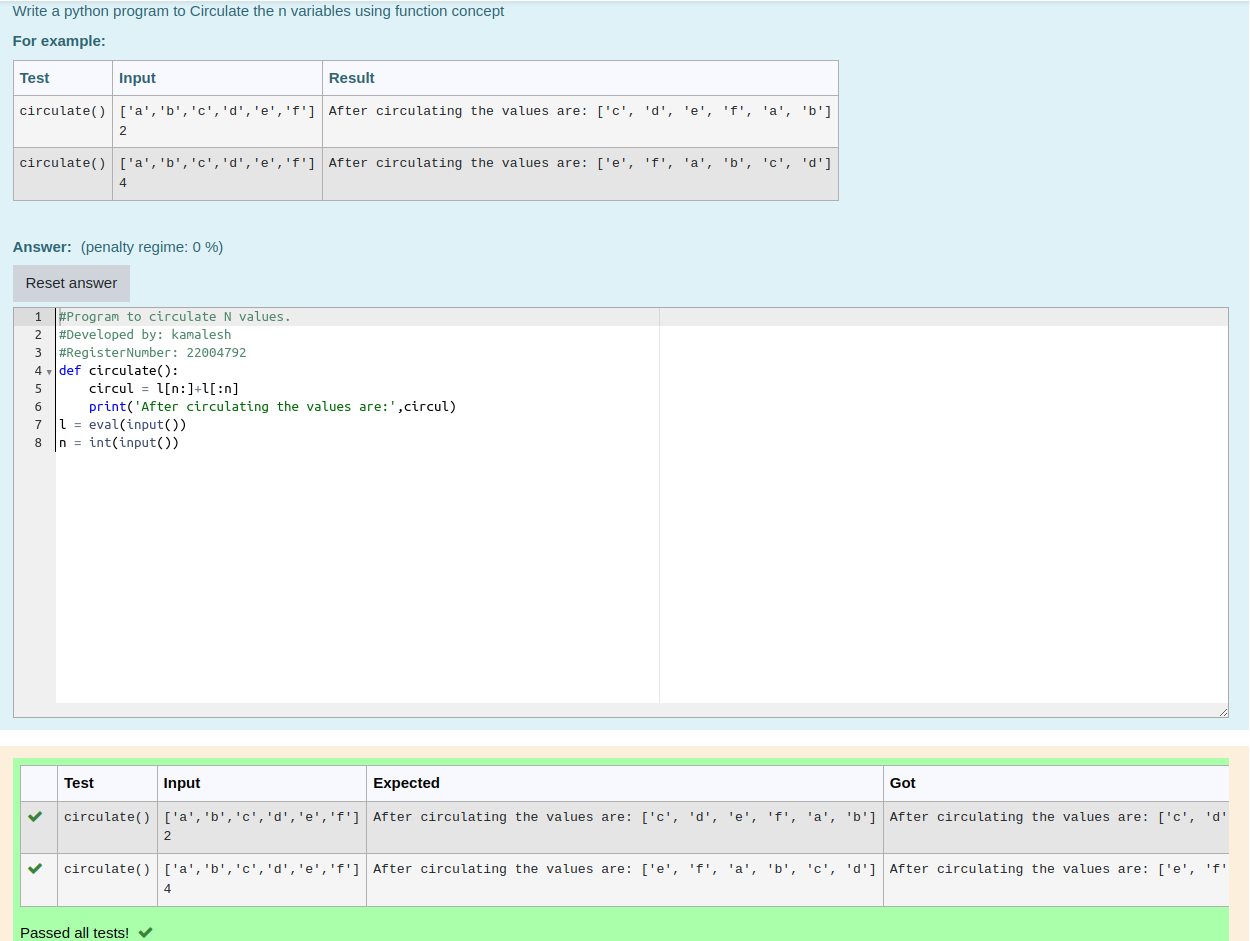 Write a python program to Circulate the n variables using function concept
For example:
Test Input Result
circulate() ['a','b','c','d','e','f'] After circulating the values are: ['c', 'd', 'e', 'f', 'a', 'b']
2
circulate() ['a','b','c','d','e','f'] After circulating the values are: ['e', 'f', 'a', 'b', 'c', 'd']
4
Answer: (penalty regime: 0 %)
Reset answer
1 #Program to circulate N values.
2 #Developed by: kamalesh
3 #RegisterNumber: 22004792
4 def circulate():
5     circul = l[n:]+l[:n]
6     print('After circulating the values are:',circul)
7 l = eval(input())
8 n = int(input())
Test Input Expected Got
circulate() ['a','b','c','d','e','f'] After circulating the values are: ['c', 'd', 'e', 'f', 'a', 'b'] After circulating the values are: ['c', 'd'
2
circulate() ['a','b','c','d','e','f'] After circulating the values are: ['e', 'f', 'a', 'b', 'c', 'd'] After circulating the values are: ['e', 'f'
4
Passed all tests!